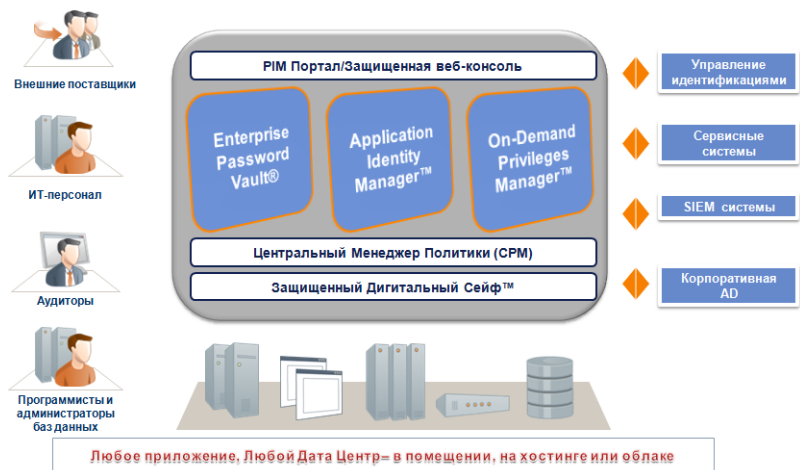 Внешние поставщики
ИТ-персонал
Аудиторы
Программисты и
администраторы
баз данных
PIM Портал/Защищенная веб-консоль
Enterprise
Password
Vault®
Application
Identity
Manager™
On-Demand
Privileges
Manager™
Центральный Менеджер Политики (CPM)
Защищенный Дигитальный Сейф™
Управление
идентификациями
Сервисные
системы
SIEM системы
Корпоративная
AD
Любое приложение, Любой Дата Центр– в помещении, на хостинге или облаке